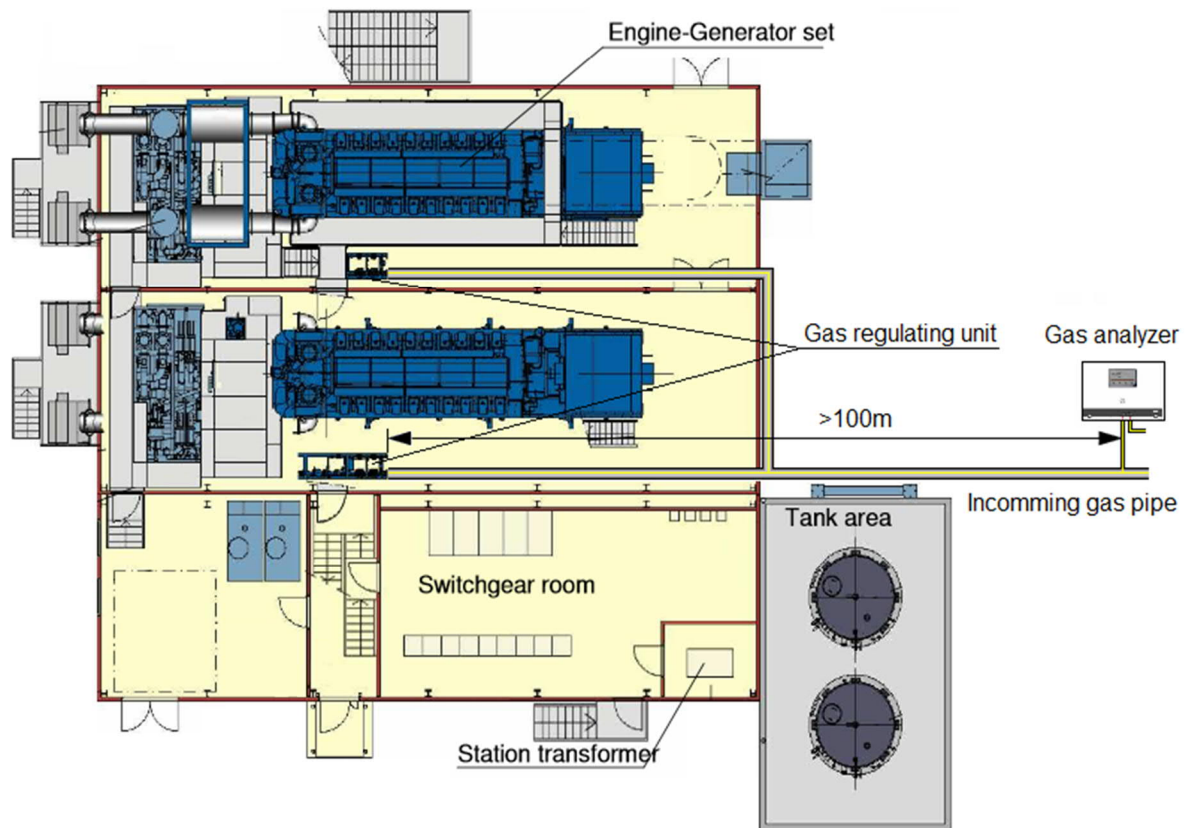 Engine-Generator set
Gas regulating unit
Gas analyzer
>100m
Incomming gas pipe
Tank area
Switchgear room
Station transformer